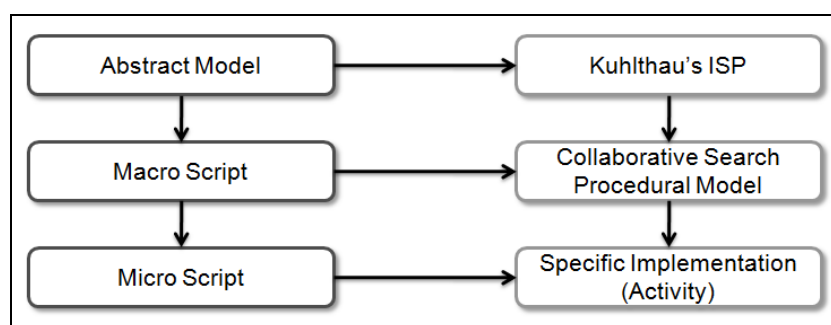 Abstract Model
Kuhlthau's ISP
Macro Script
Collaborative Search
Procedural Model
Micro Script
Specific Implementation
(Activity)